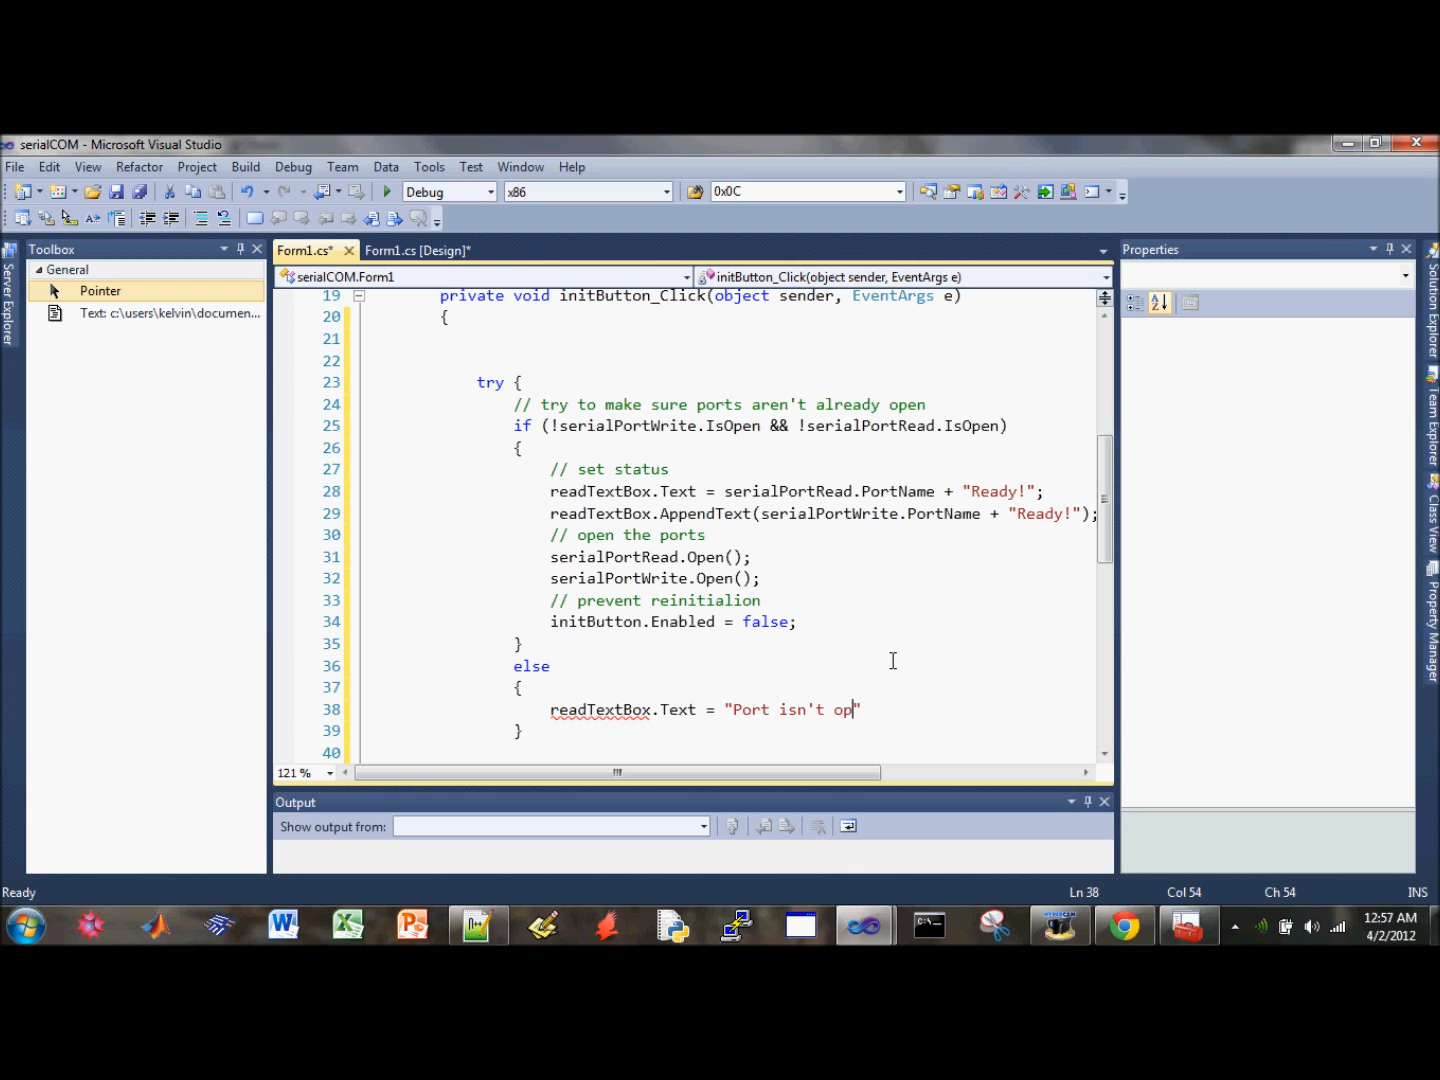 serialCOM - Microsoft Visual Studio
File Edit View Refactor Project Build Debug Team Data Tools Test Window Help
Debug x86 0x0C
Toolbox
General
Pointer
Text: c:\users\kelvin\documen...
Server Explorer
Form1.cs* Form1.cs [Design]*
serialCOM.Form1 initButton_Click(object sender, EventArgs e)
19 private void initButton_Click(object sender, EventArgs e)
20 {
21
22
23 try {
24 // try to make sure ports aren't already open
25 if (!serialPortWrite.IsOpen && !serialPortRead.IsOpen)
26 {
27 // set status
28 readTextBox.Text = serialPortRead.PortName + "Ready!";
29 readTextBox.AppendText(serialPortWrite.PortName + "Ready!");
30 // open the ports
31 serialPortRead.Open();
32 serialPortWrite.Open();
33 // prevent reinitialion
34 initButton.Enabled = false;
35 }
36 else
37 {
38 readTextBox.Text = "Port isn't op"
39 }
40
121 %
Output
Show output from:
Properties
Solution Explorer
Team Explorer
Class View
Property Manager
Ready Ln 38 Col 54 Ch 54 INS
12:57 AM
4/2/2012